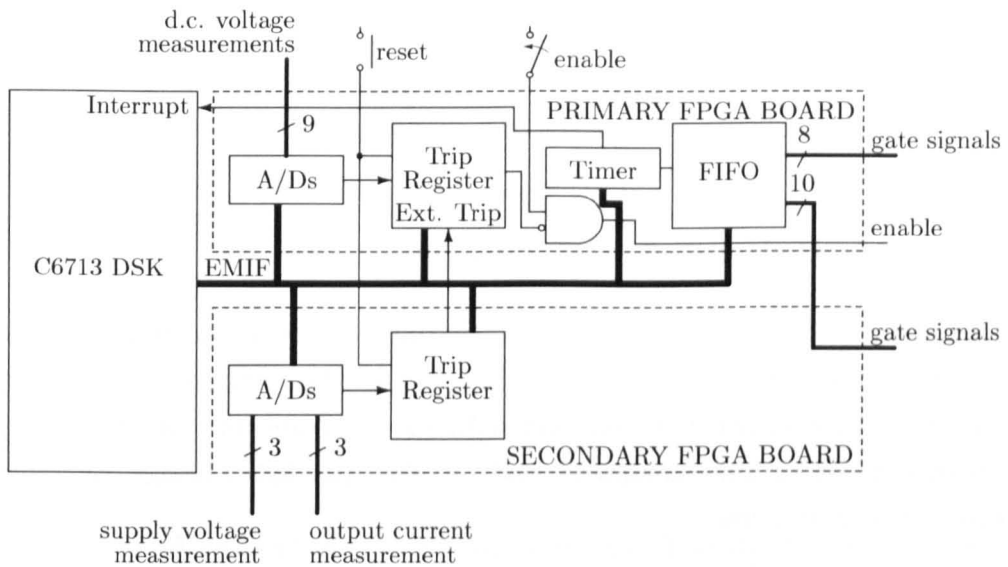 d.c. voltage
measurements
reset
enable
Interrupt
PRIMARY FPGA BOARD
9
8
gate signals
Trip
Register
Timer
FIFO
A/Ds
10
Ext. Trip
enable
C6713 DSK
EMIF
gate signals
Trip
Register
A/Ds
3
3
SECONDARY FPGA BOARD
supply voltage
measurement
output current
measurement